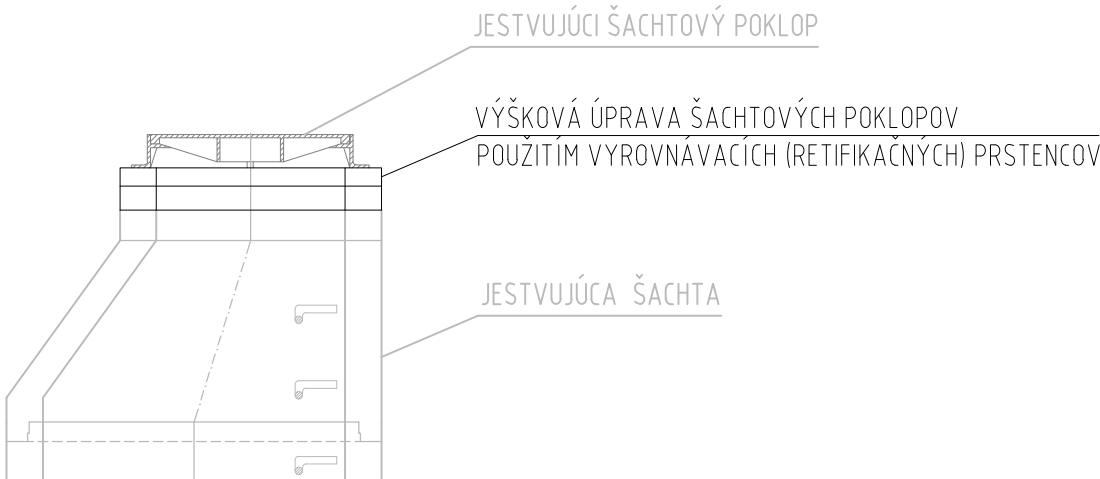 JESTVUJÚCI ŠACHTOVÝ POKLOP
VÝŠKOVÁ ÚPRAVA ŠACHTOVÝCH POKLOPOV
POUŽITÍM VYROVNÁVACÍCH (RETIFIKAČNÝCH) PRSTENCOV
JESTVUJÚCA ŠACHTA